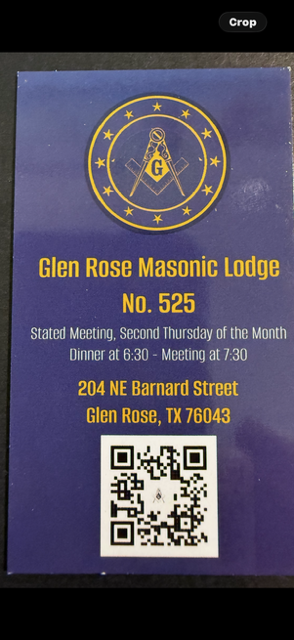 Crop
G
Glen Rose Masonic Lodge
No. 525
Stated Meeting, Second Thursday of the Month
Dinner at 6:30 - Meeting at 7:30
204 NE Barnard Street
Glen Rose, TX 76043